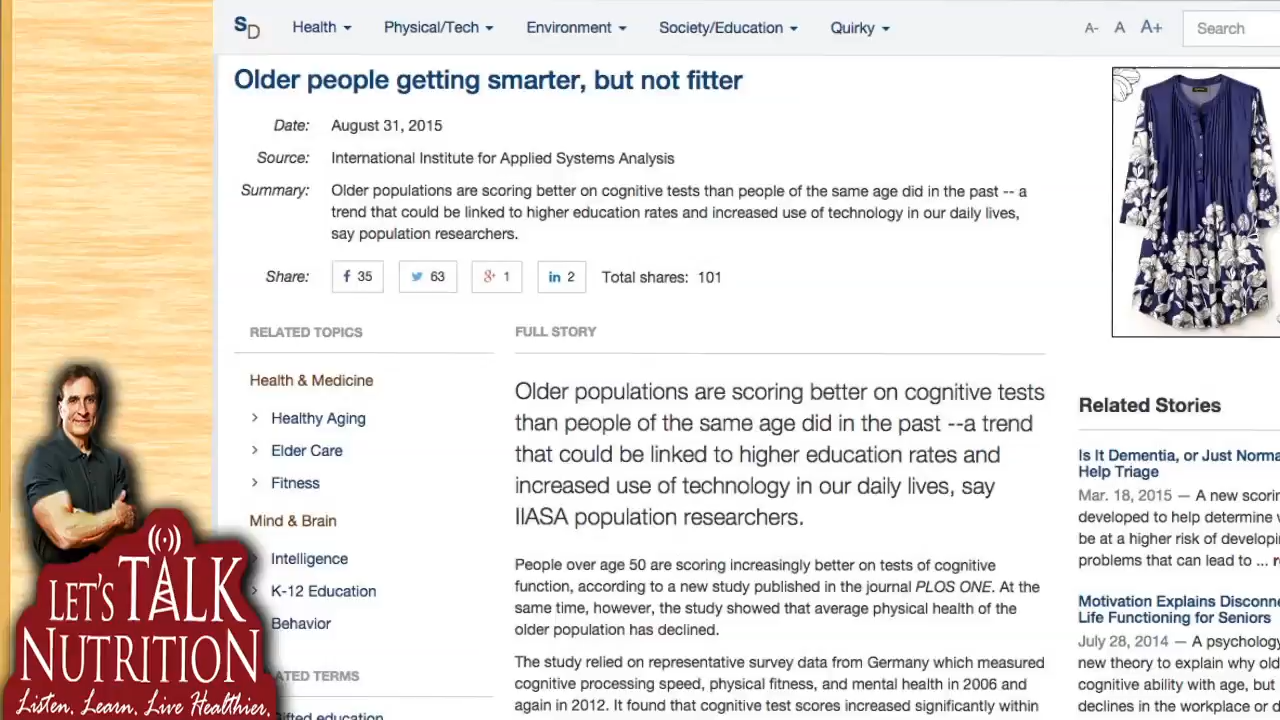 SD Health Physical/Tech Environment Society/Education Quirky A- A A+ Search
Older people getting smarter, but not fitter
Date: August 31, 2015
Source: International Institute for Applied Systems Analysis
Summary: Older populations are scoring better on cognitive tests than people of the same age did in the past -- a
trend that could be linked to higher education rates and increased use of technology in our daily lives,
say population researchers.
Share: f 35 63 g+ 1 in 2 Total shares: 101
RELATED TOPICS
Health & Medicine
> Healthy Aging
> Elder Care
> Fitness
Mind & Brain
> Intelligence
> K-12 Education
Behavior
TERMS
education
FULL STORY
Older populations are scoring better on cognitive tests
than people of the same age did in the past --a trend
that could be linked to higher education rates and
increased use of technology in our daily lives, say
IIASA population researchers.
People over age 50 are scoring increasingly better on tests of cognitive
function, according to a new study published in the journal PLOS ONE. At the
same time, however, the study showed that average physical health of the
older population has declined.
The study relied on representative survey data from Germany which measured
cognitive processing speed, physical fitness, and mental health in 2006 and
again in 2012. It found that cognitive test scores increased significantly within
Related Stories
Is It Dementia, or Just Norma
Help Triage
Mar. 18, 2015 — A new scorin
developed to help determine
be at a higher risk of developi
problems that can lead to ...
Motivation Explains Disconne
Life Functioning for Seniors
July 28, 2014 — A psychology
new theory to explain why old
cognitive ability with age, but
declines in the workplace or d
LET'S TALK
NUTRITION
Listen. Learn. Live Healthier.